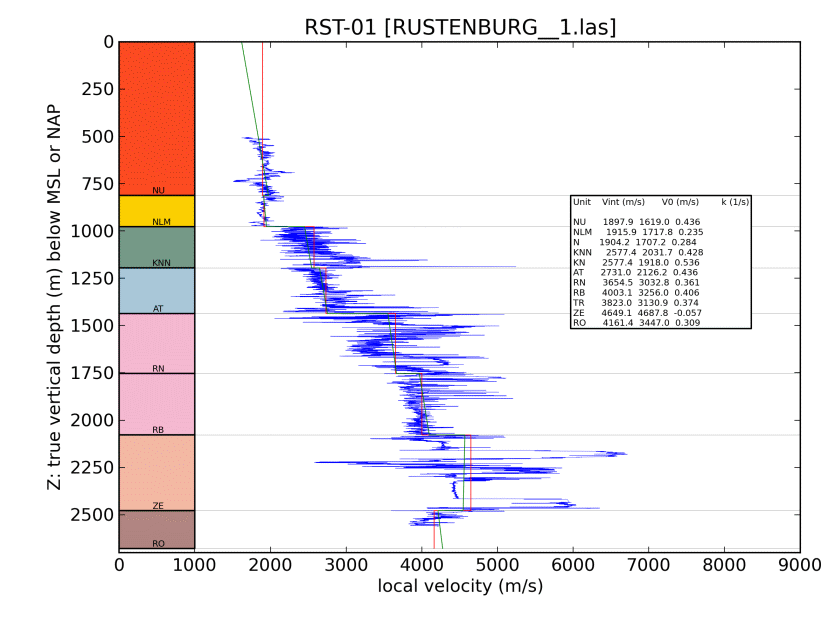 RST-01 [RUSTENBURG__1.las]
Z: true vertical depth (m) below MSL or NAP
0
250
500
750
1000
1250
1500
1750
2000
2250
2500
NU
NLM
KNN
AT
RN
RB
ZE
RO
Unit Vint (m/s) V0 (m/s) k (1/s)
NU 1897.9 1619.0 0.436
NLM 1915.9 1717.8 0.235
N 1904.2 1707.2 0.284
KNN 2577.4 2031.7 0.428
KN 2577.4 1918.0 0.536
AT 2731.0 2126.2 0.436
RN 3654.5 3032.8 0.361
RB 4003.1 3256.0 0.406
TR 3823.0 3130.9 0.374
ZE 4649.1 4687.8 -0.057
RO 4161.4 3447.0 0.309
0 1000 2000 3000 4000 5000 6000 7000 8000 9000
local velocity (m/s)